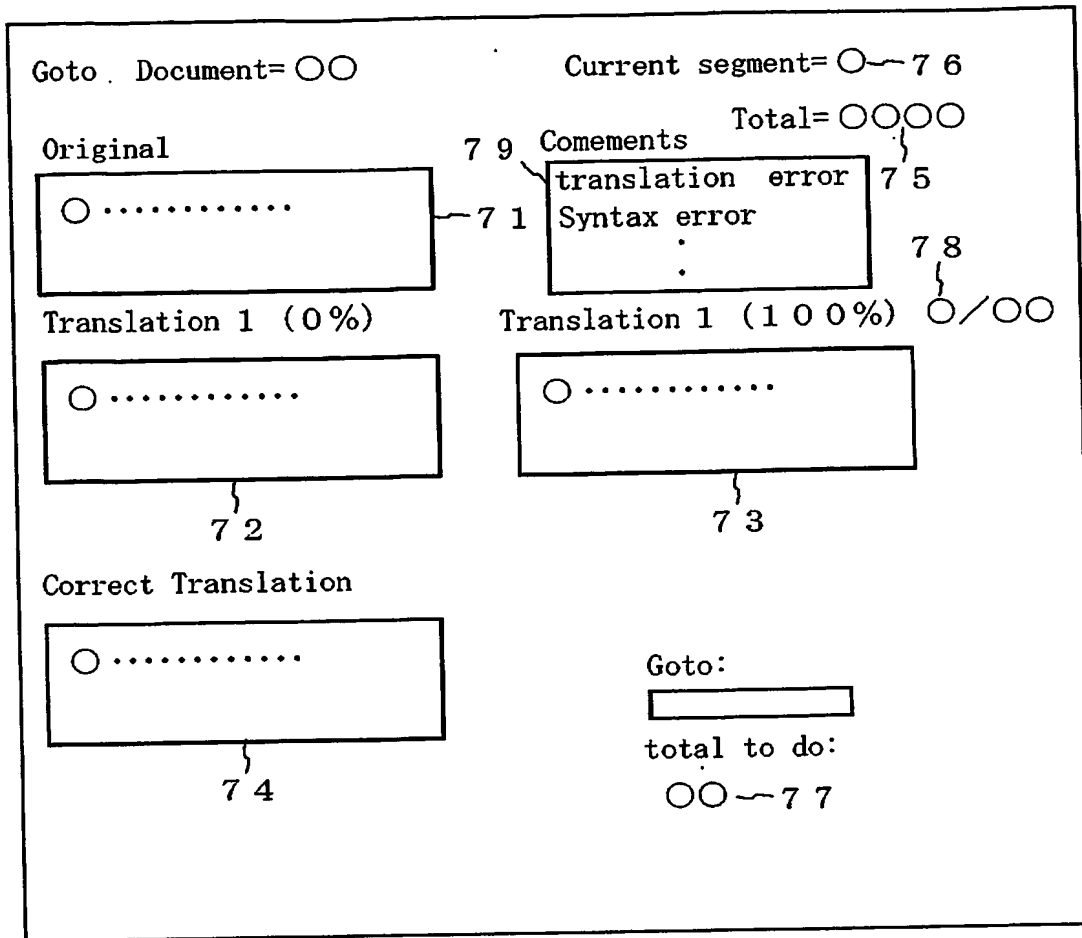 Goto. Document=○○
Current segment=○ 76
Total=○○○○
75
Original
○············
71
79
Comements
translation error
Syntax error
·
·
78
Translation 1 (0%)
Translation 1 (100%) ○/○○
○············
○············
72
73
Correct Translation
○············
74
Goto:
total to do:
○○ 77